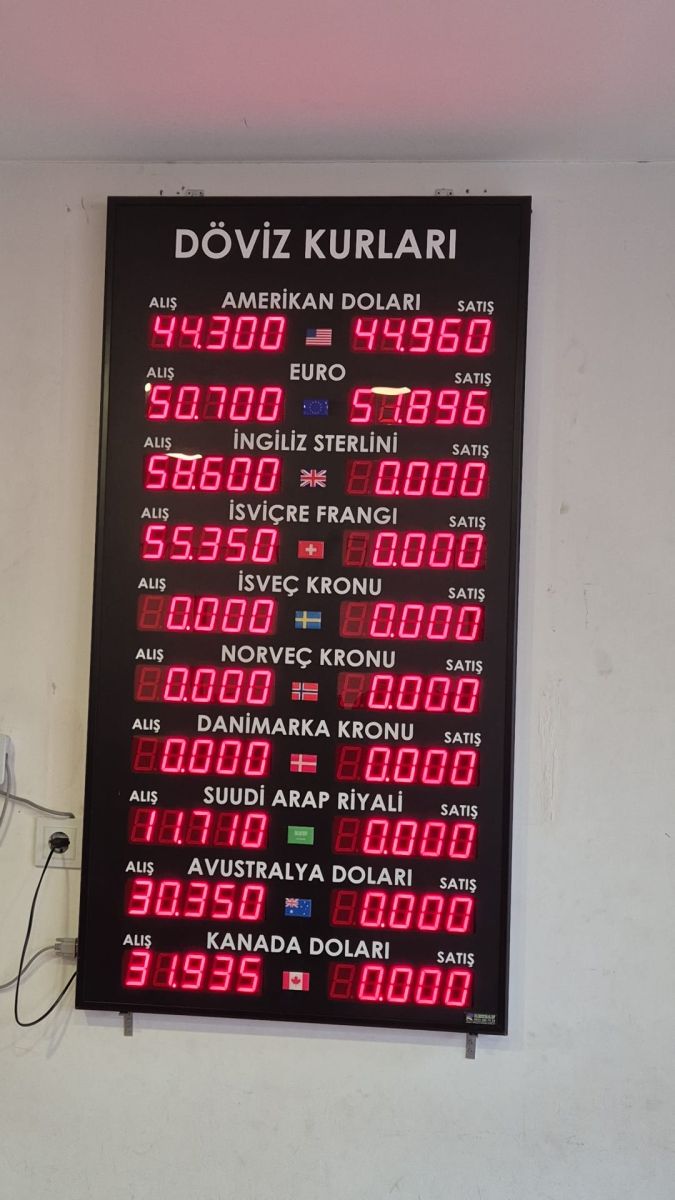 DÖVİZ KURLARI
ALIŞ AMERİKAN DOLARI SATIŞ
44.300 44.960
ALIŞ EURO SATIŞ
50.700 51.896
ALIŞ İNGİLİZ STERLİNİ SATIŞ
58.600 0.000
ALIŞ İSVİÇRE FRANGI SATIŞ
55.350 0.000
ALIŞ İSVEÇ KRONU SATIŞ
0.000 0.000
ALIŞ NORVEÇ KRONU SATIŞ
0.000 0.000
ALIŞ DANİMARKA KRONU SATIŞ
0.000 0.000
ALIŞ SUUDİ ARAP RİYALİ SATIŞ
11.710 0.000
ALIŞ AVUSTRALYA DOLARI SATIŞ
30.350 0.000
ALIŞ KANADA DOLARI SATIŞ
31.935 0.000